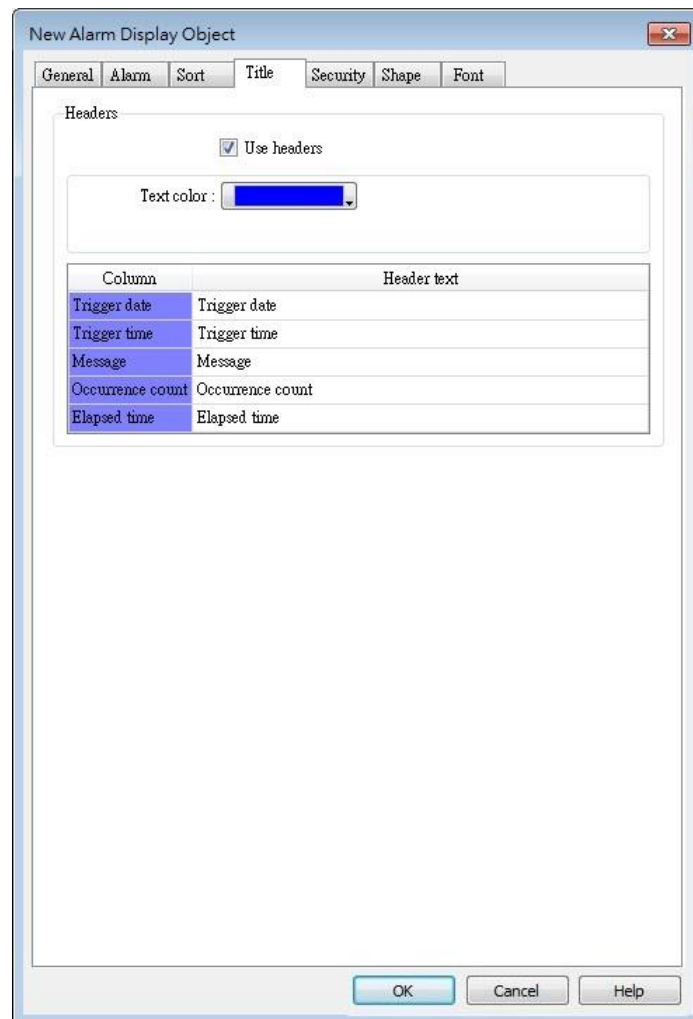 New Alarm Display Object
General Alarm Sort Title Security Shape Font
Headers
Use headers
Text color :
Column Header text
Trigger date Trigger date
Trigger time Trigger time
Message Message
Occurrence count Occurrence count
Elapsed time Elapsed time
OK Cancel Help